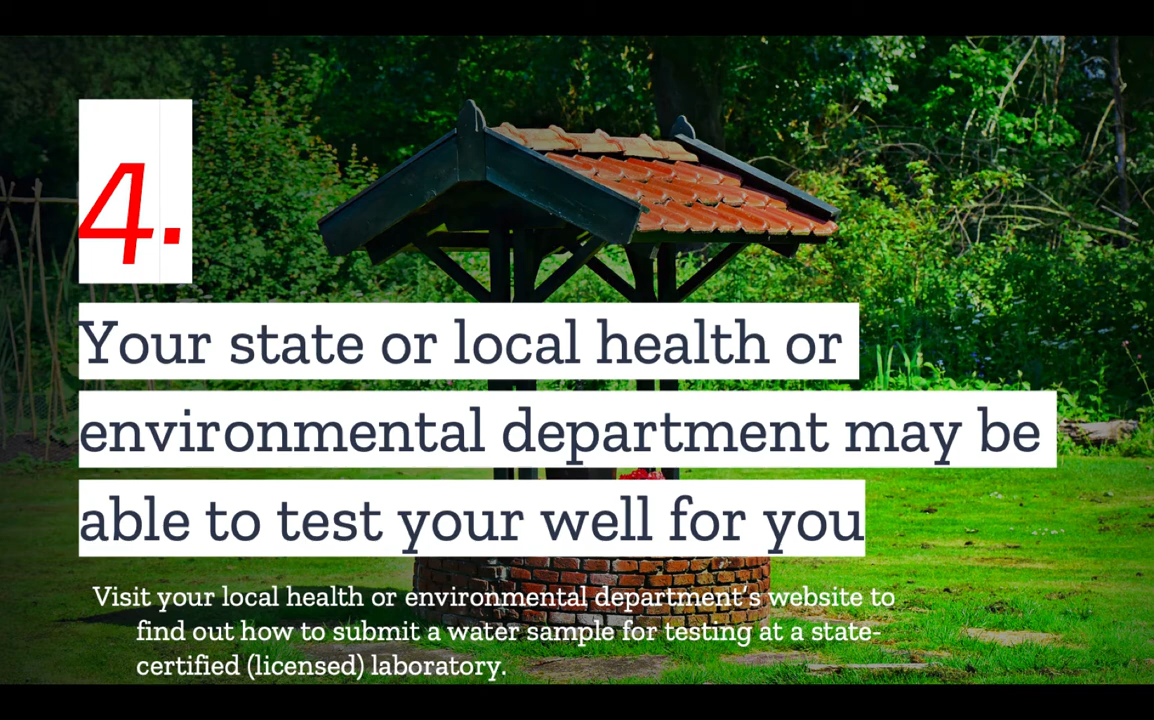 4.
Your state or local health or
environmental department may be
able to test your well for you
Visit your local health or environmental department's website to
find out how to submit a water sample for testing at a state-
certified (licensed) laboratory.